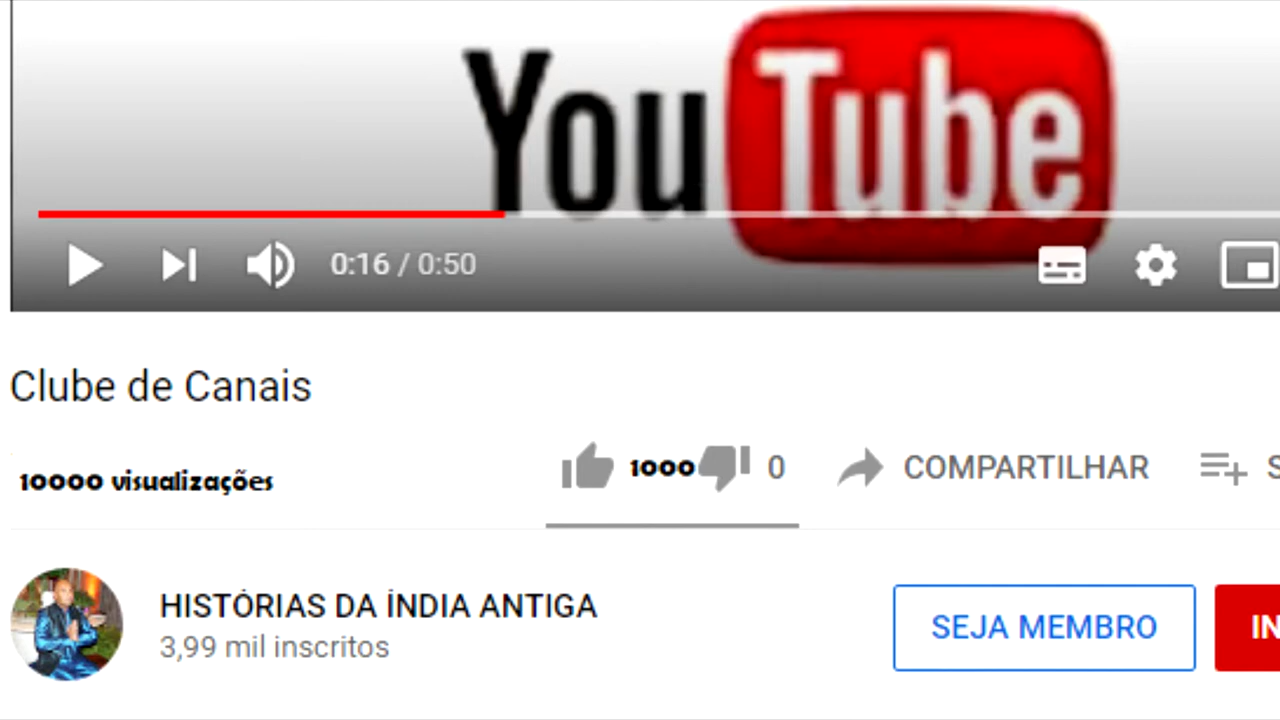 YouTube
0:16 / 0:50
Clube de Canais
10000 visualizações
1000 0 COMPARTILHAR S
HISTÓRIAS DA ÍNDIA ANTIGA
3,99 mil inscritos
SEJA MEMBRO IN